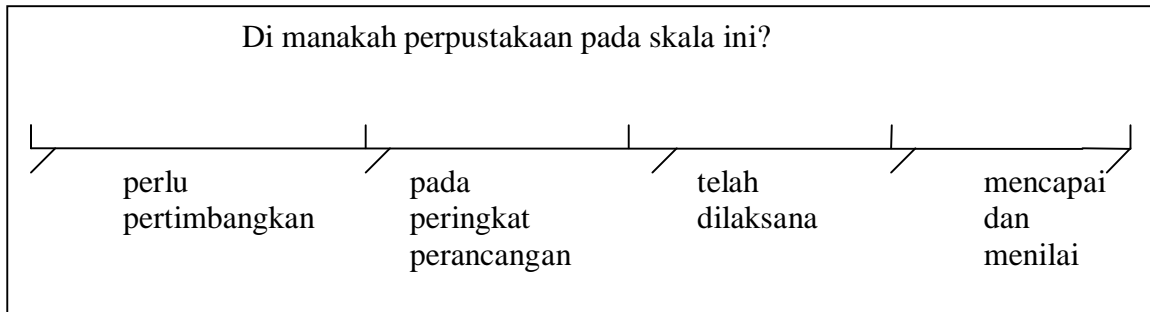 Di manakah perpustakaan pada skala ini?
perlu
pertimbangkan
pada
peringkat
perancangan
telah
dilaksana
mencapai
dan
menilai